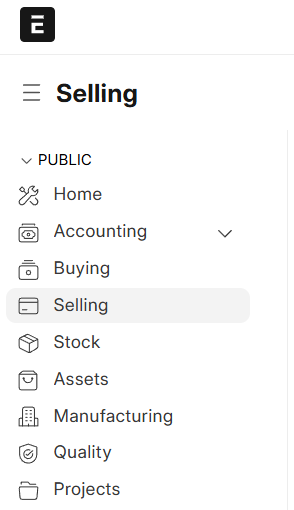 E
Selling
PUBLIC
Home
Accounting
Buying
Selling
Stock
Assets
Manufacturing
Quality
Projects